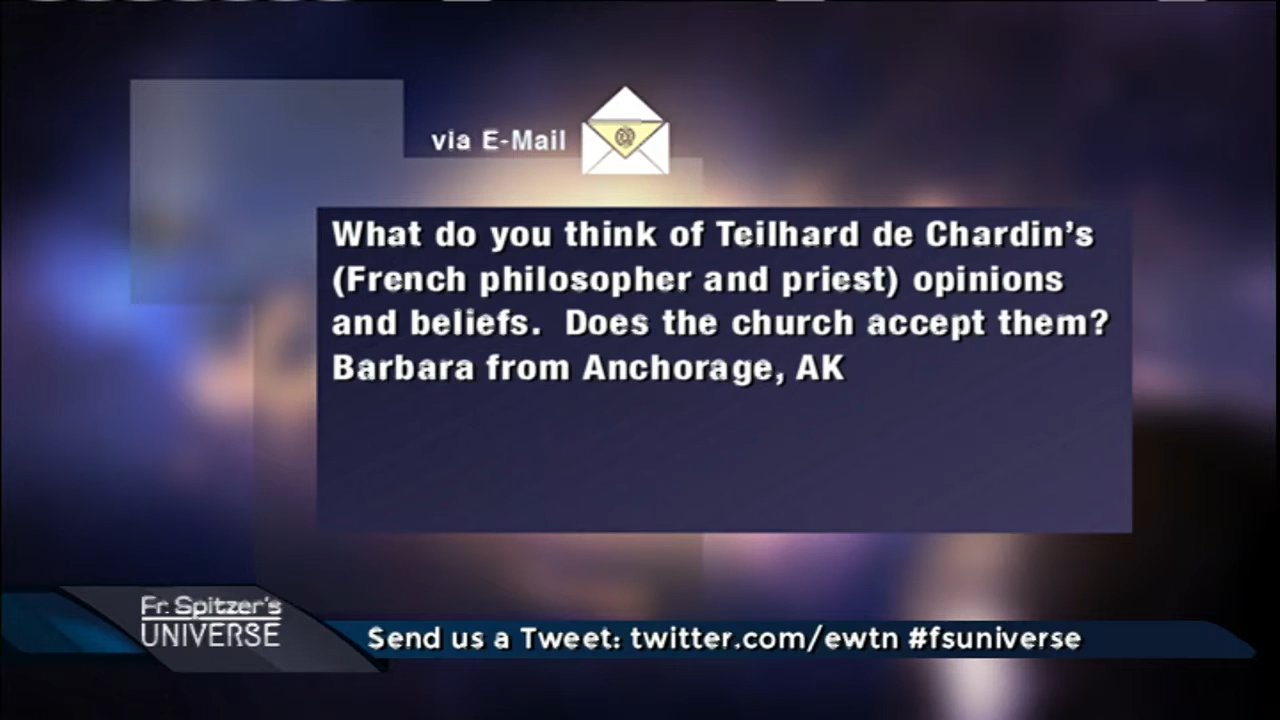 via E-Mail
What do you think of Teilhard de Chardin's
(French philosopher and priest) opinions
and beliefs.  Does the church accept them?
Barbara from Anchorage, AK
Fr. Spitzer's
UNIVERSE
Send us a Tweet: twitter.com/ewtn #fsuniverse